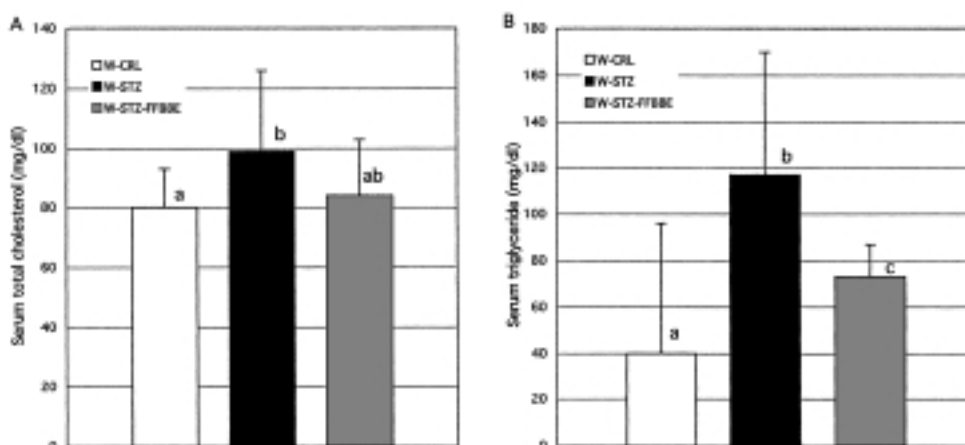 A
Serum total cholesterol (mg/dl)
140
120
100
80
60
40
20
0
W-CRL
W-STZ
W-STZ-FFBBE
a
b
ab
B
Serum triglyceride (mg/dl)
180
160
140
120
100
80
60
40
20
0
W-CRL
W-STZ
W-STZ-FFBBE
a
b
c